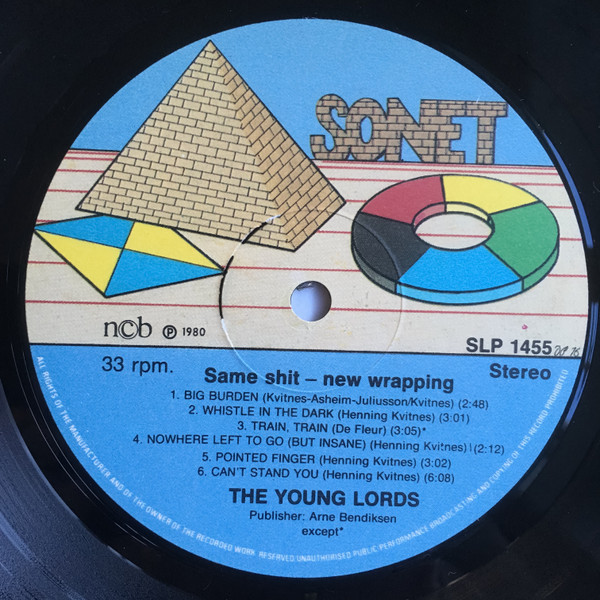 SONET
ncb ℗ 1980
SLP 1455
33 rpm.
Stereo
Same shit – new wrapping
1. BIG BURDEN (Kvitnes-Asheim-Juliusson/Kvitnes) (2:48)
2. WHISTLE IN THE DARK (Henning Kvitnes) (3:01)
3. TRAIN, TRAIN (De Fleur) (3:05)*
4. NOWHERE LEFT TO GO (BUT INSANE) (Henning Kvitnes) (2:12)
5. POINTED FINGER (Henning Kvitnes) (3:02)
6. CAN'T STAND YOU (Henning Kvitnes) (6:08)
THE YOUNG LORDS
Publisher: Arne Bendiksen
except*
ALL RIGHTS OF THE MANUFACTURER AND OF THE OWNER OF THE RECORDED WORK RESERVED UNAUTHORISED PUBLIC PERFORMANCE BROADCASTING AND COPYING OF THIS RECORD PROHIBITED